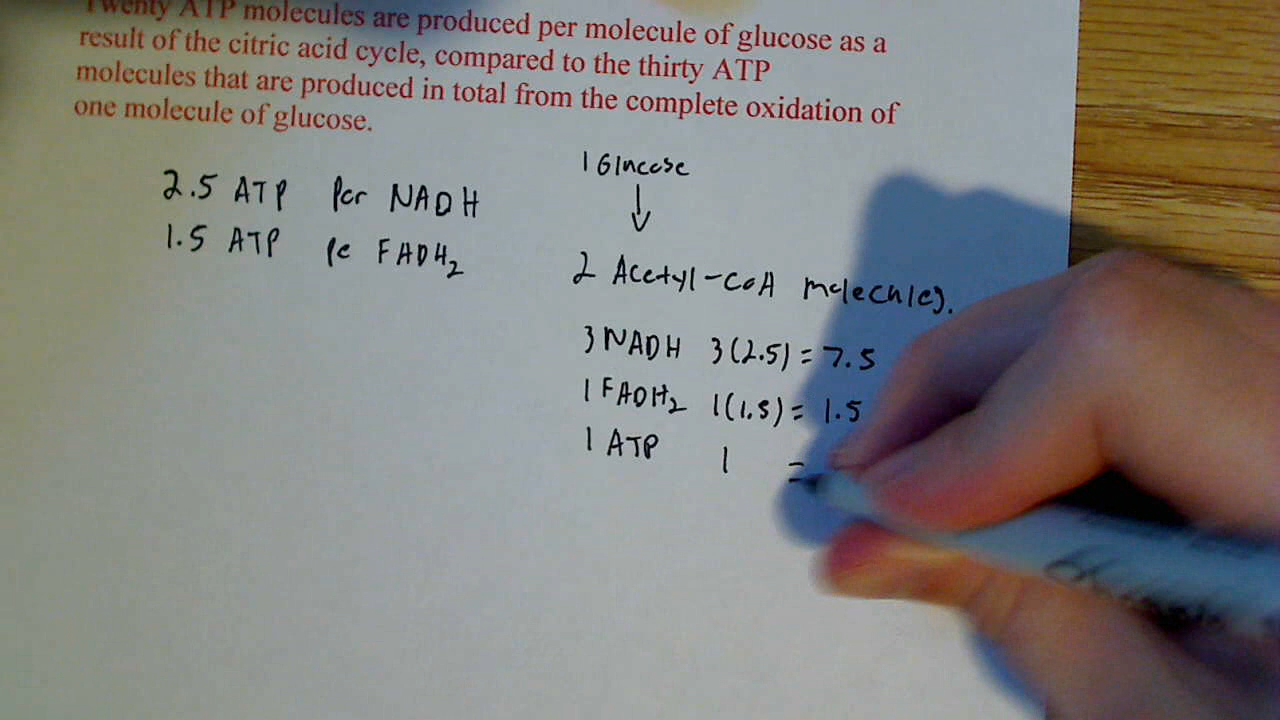 Twenty ATP molecules are produced per molecule of glucose as a
result of the citric acid cycle, compared to the thirty ATP
molecules that are produced in total from the complete oxidation of
one molecule of glucose.
2.5 ATP Per NADH
1.5 ATP Pe FADH₂
1 Glucose
↓
2 Acetyl-CoA molecules.
3 NADH 3(2.5) = 7.5
1 FADH₂ 1(1.5) = 1.5
1 ATP 1 =